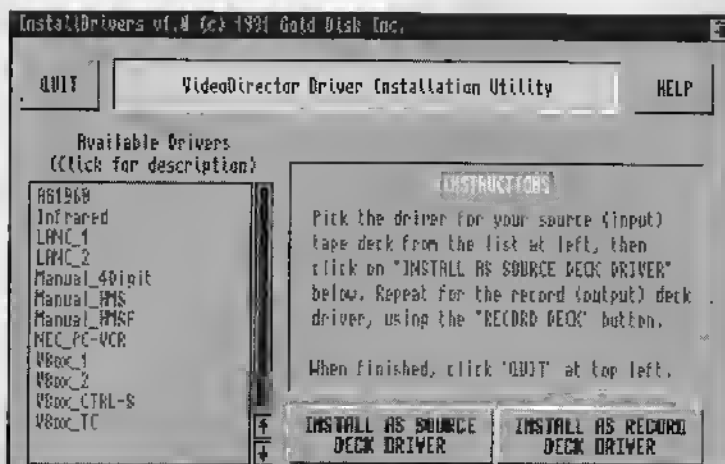 InstallDrivers v1.0 (c) 1991 Gold Disk Inc.
QUIT
VideoDirector Driver Installation Utility
HELP
Available Drivers
(Click for description)
AG1960
Infrared
LANC_1
LANC_2
Manual_4Digit
Manual_HMS
Manual_HMSF
NEC_PC-VCR
VBox_1
VBox_2
VBox_CTRL-S
VBox_TC
INSTRUCTIONS
Pick the driver for your source (input)
tape deck from the list at left, then
click on "INSTALL AS SOURCE DECK DRIVER"
below. Repeat for the record (output) deck
driver, using the "RECORD DECK" button.
When finished, click 'QUIT' at top left.
INSTALL AS SOURCE
DECK DRIVER
INSTALL AS RECORD
DECK DRIVER